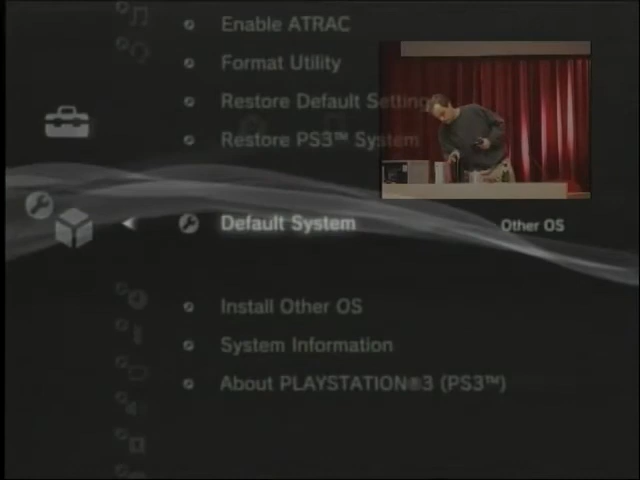 Enable ATRAC
Format Utility
Restore Default Setting
Restore PS3™ System
Default System
Other OS
Install Other OS
System Information
About PLAYSTATION®3 (PS3™)